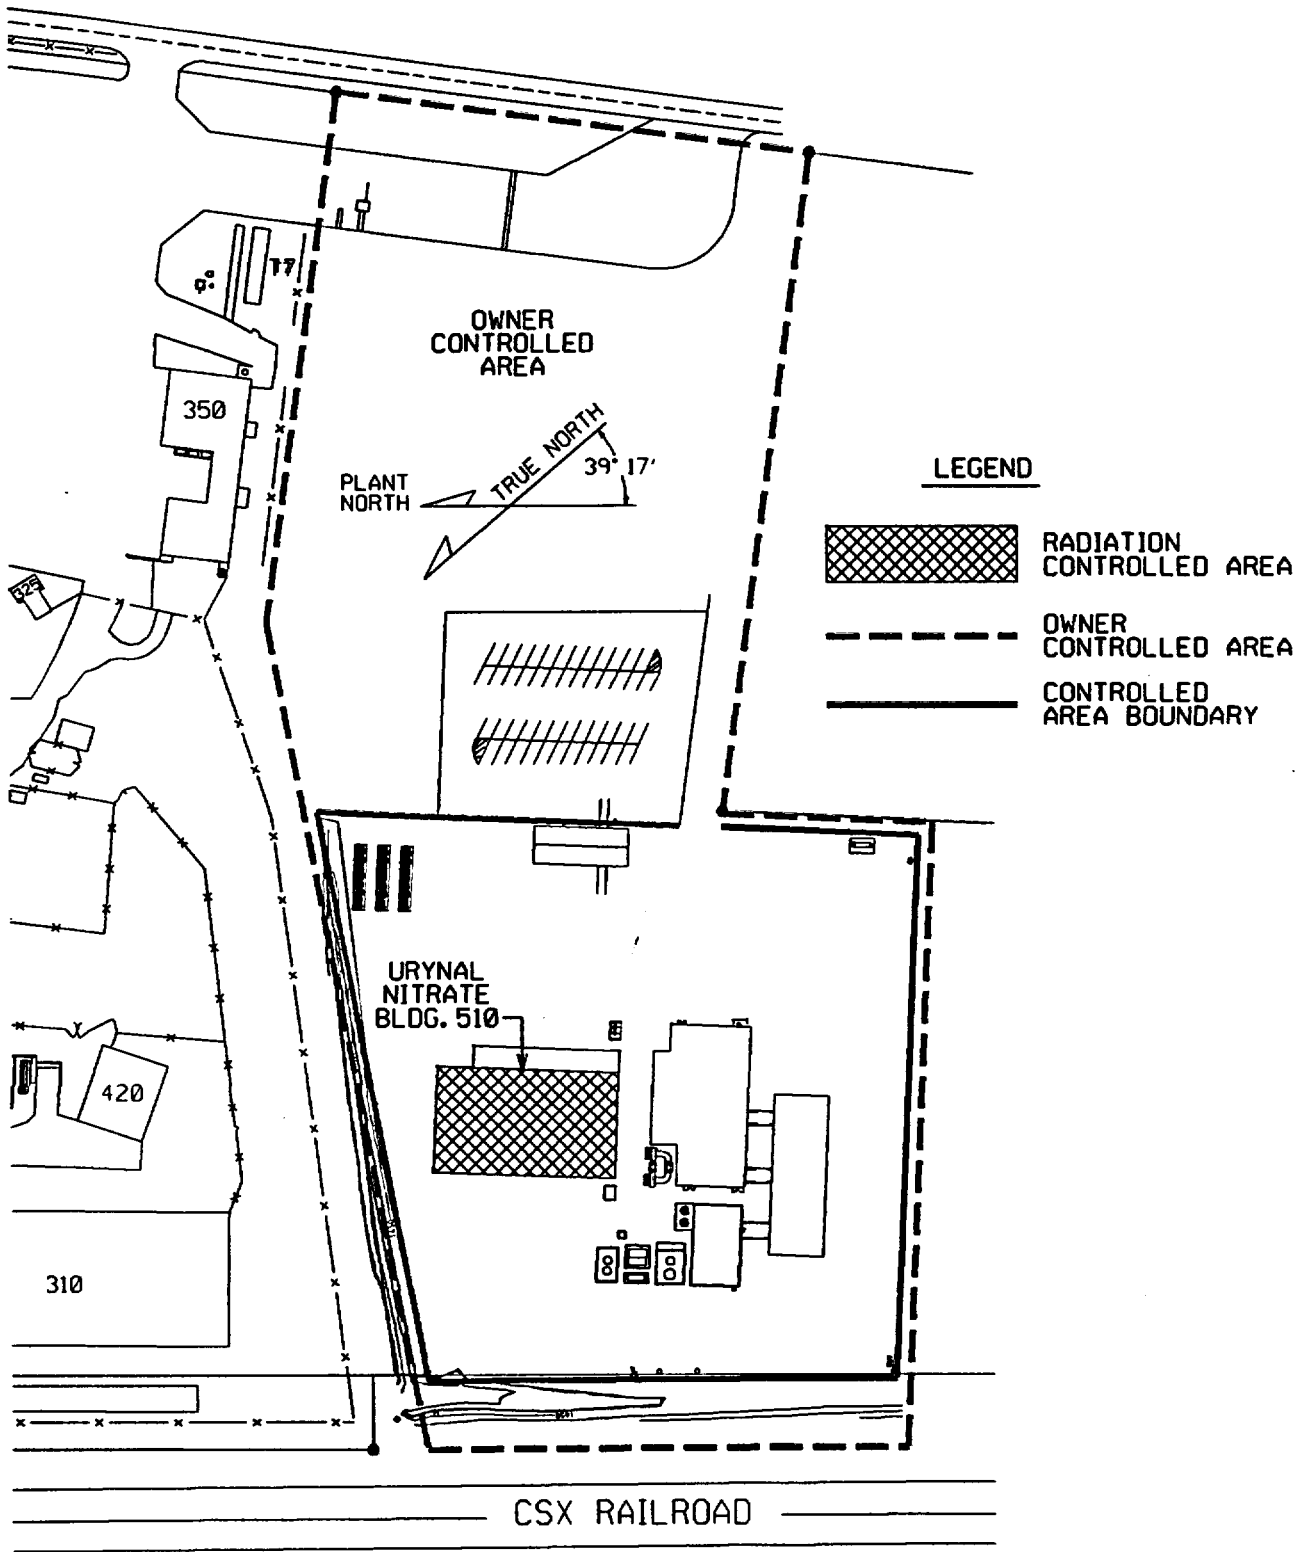 T7
OWNER
CONTROLLED
AREA
350
TRUE NORTH
39° 17'
PLANT
NORTH
LEGEND
RADIATION
CONTROLLED AREA
325
OWNER
CONTROLLED AREA
CONTROLLED
AREA BOUNDARY
URYNAL
NITRATE
BLDG. 510
420
310
CSX RAILROAD